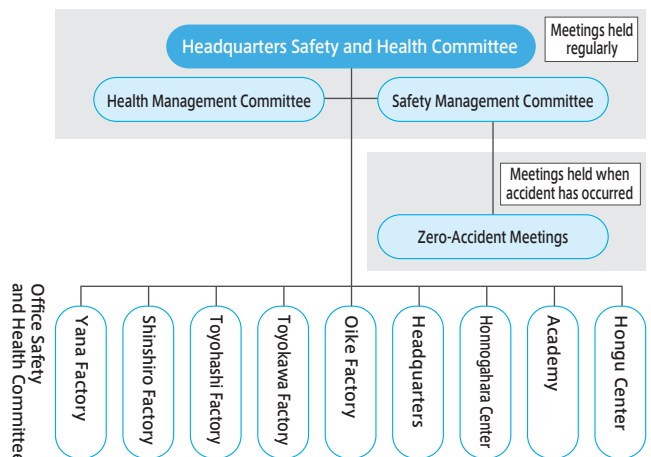 Headquarters Safety and Health Committee
Meetings held
regularly
Health Management Committee
Safety Management Committee
Meetings held when
accident has occurred
Zero-Accident Meetings
Office Safety
and Health Committee
Yana Factory
Shinshiro Factory
Toyohashi Factory
Toyokawa Factory
Oike Factory
Headquarters
Honnogahara Center
Academy
Hongu Center